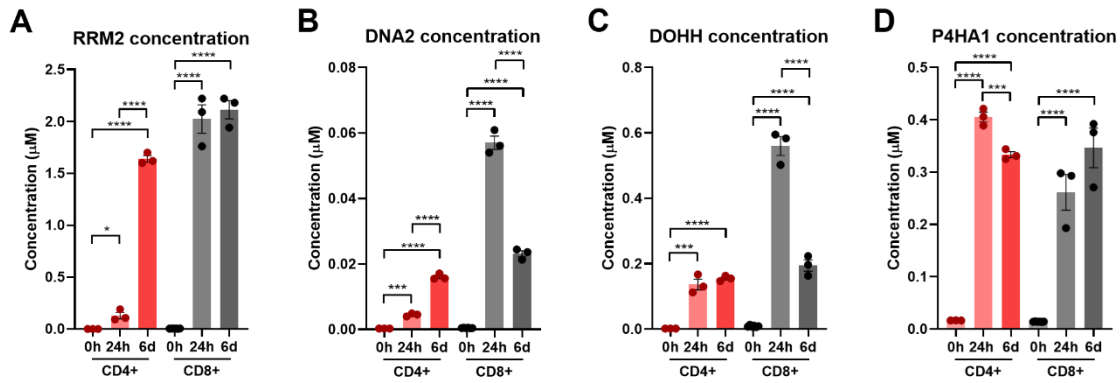 A
RRM2 concentration
Concentration (μM)
2.5
2.0
1.5
1.0
0.5
0.0
*
****
****
****
****
0h 24h 6d 0h 24h 6d
CD4+ CD8+
B
DNA2 concentration
Concentration (μM)
0.08
0.06
0.04
0.02
0.00
***
****
****
****
****
****
0h 24h 6d 0h 24h 6d
CD4+ CD8+
C
DOHH concentration
Concentration (μM)
0.8
0.6
0.4
0.2
0.0
***
****
****
****
****
0h 24h 6d 0h 24h 6d
CD4+ CD8+
D
P4HA1 concentration
Concentration (μM)
0.5
0.4
0.3
0.2
0.1
0.0
****
****
***
****
****
0h 24h 6d 0h 24h 6d
CD4+ CD8+